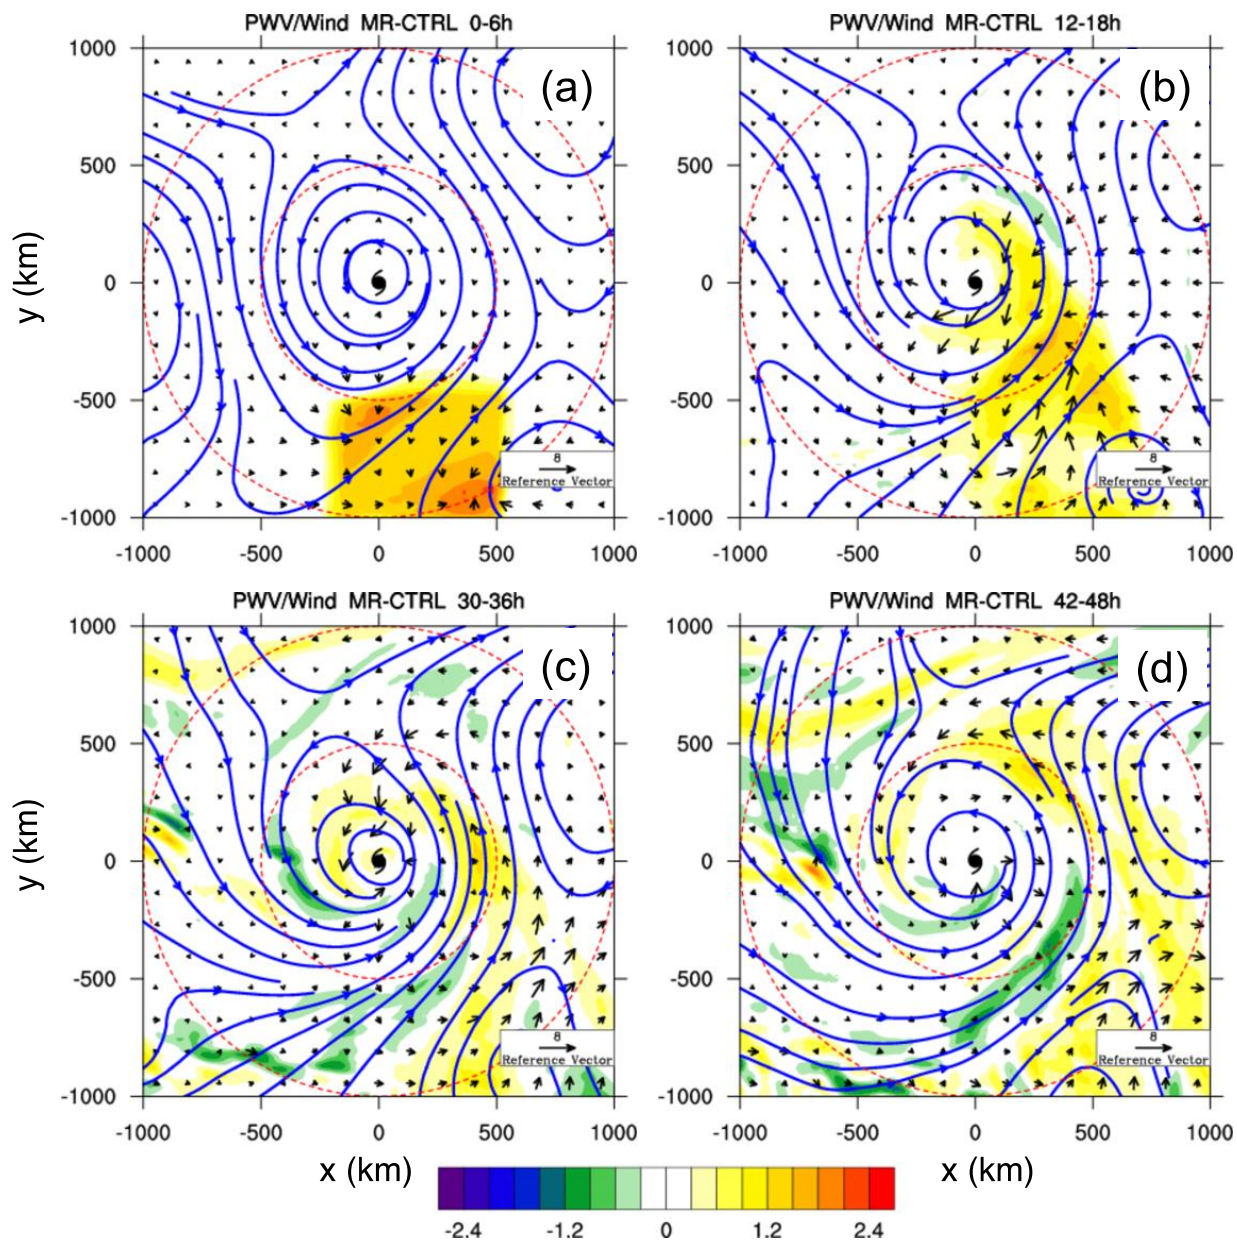 PWV/Wind MR-CTRL 0-6h
(a)
1000
500
0
-500
-1000
-1000 -500 0 500 1000
y (km)
8
Reference Vector
PWV/Wind MR-CTRL 12-18h
(b)
1000
500
0
-500
-1000
-1000 -500 0 500 1000
8
Reference Vector
PWV/Wind MR-CTRL 30-36h
(c)
1000
500
0
-500
-1000
-1000 -500 0 500 1000
y (km)
x (km)
8
Reference Vector
PWV/Wind MR-CTRL 42-48h
(d)
1000
500
0
-500
-1000
-1000 -500 0 500 1000
x (km)
8
Reference Vector
-2.4 -1.2 0 1.2 2.4